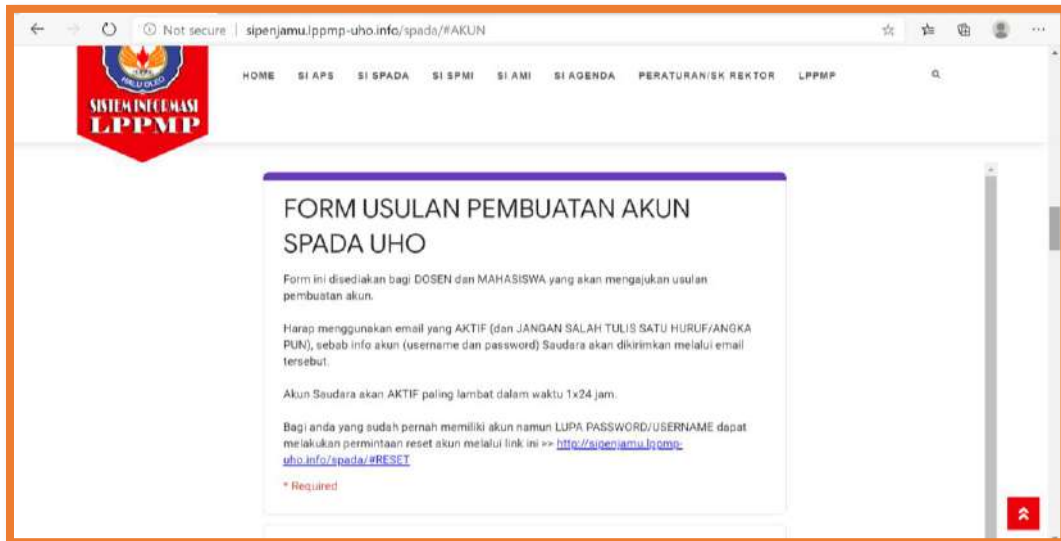 Not secure | sipenjamu.lppmp-uho.info/spada/#AKUN
HALU OLEO
SISTEM INFORMASI
LPPMP
HOME SI APS SI SPADA SI SPMI SI AMI SI AGENDA PERATURAN/SK REKTOR LPPMP
FORM USULAN PEMBUATAN AKUN
SPADA UHO
Form ini disediakan bagi DOSEN dan MAHASISWA yang akan mengajukan usulan
pembuatan akun.
Harap menggunakan email yang AKTIF (dan JANGAN SALAH TULIS SATU HURUF/ANGKA
PUN), sebab info akun (username dan password) Saudara akan dikirimkan melalui email
tersebut.
Akun Saudara akan AKTIF paling lambat dalam waktu 1x24 jam.
Bagi anda yang sudah pernah memiliki akun namun LUPA PASSWORD/USERNAME dapat
melakukan permintaan reset akun melalui link ini >> http://sipenjamu.lppmp-
uho.info/spada/#RESET
* Required